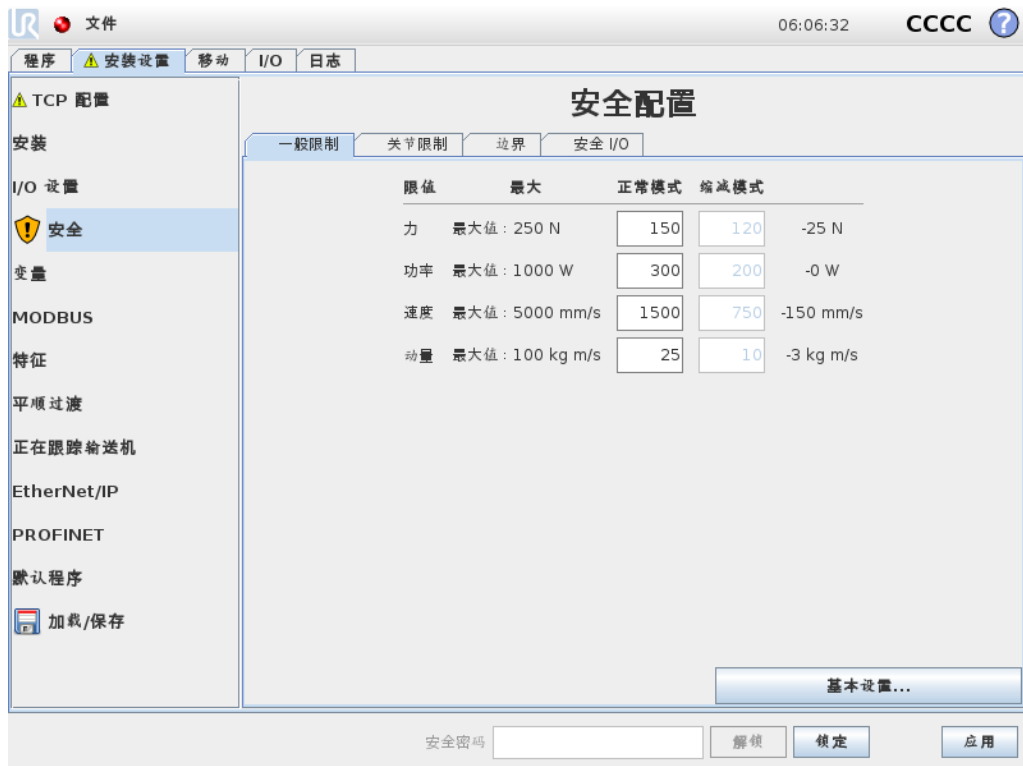 UR 文件 06:06:32 CCCC ?
程序 安装设置 移动 I/O 日志
TCP 配置
安装
I/O 设置
安全
变量
MODBUS
特征
平顺过渡
正在跟踪输送机
EtherNet/IP
PROFINET
默认程序
加载/保存
安全配置
一般限制 关节限制 边界 安全 I/O
限值 最大 正常模式 缩减模式
力 最大值：250 N 150 120 -25 N
功率 最大值：1000 W 300 200 -0 W
速度 最大值：5000 mm/s 1500 750 -150 mm/s
动量 最大值：100 kg m/s 25 10 -3 kg m/s
基本设置...
安全密码 解锁 锁定 应用